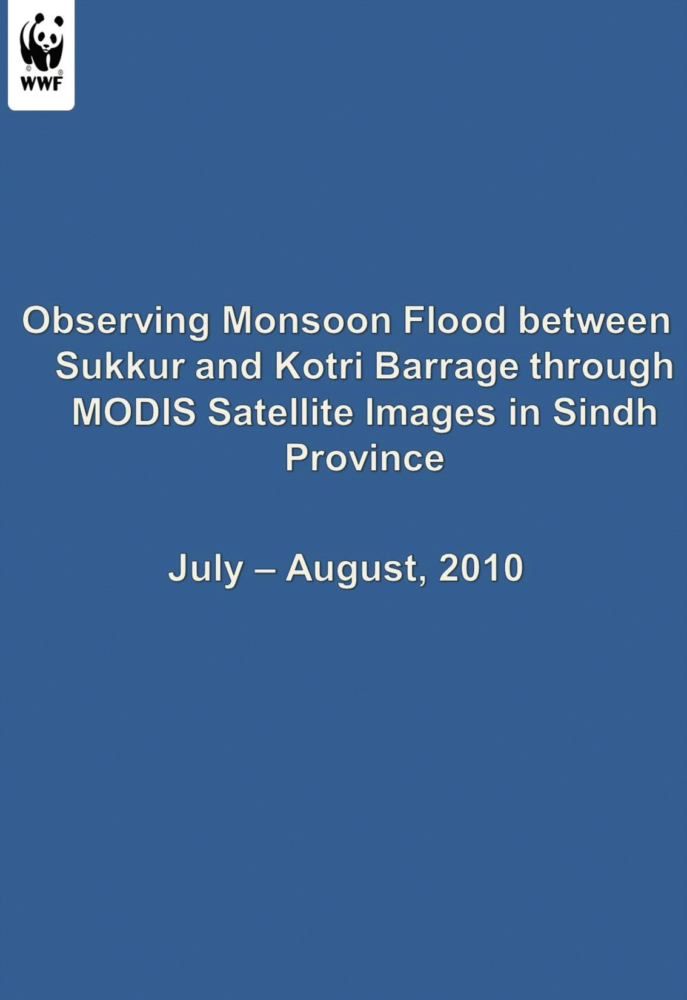 ©
®
WWF
Observing Monsoon Flood between
Sukkur and Kotri Barrage through
MODIS Satellite Images in Sindh
Province
July – August, 2010